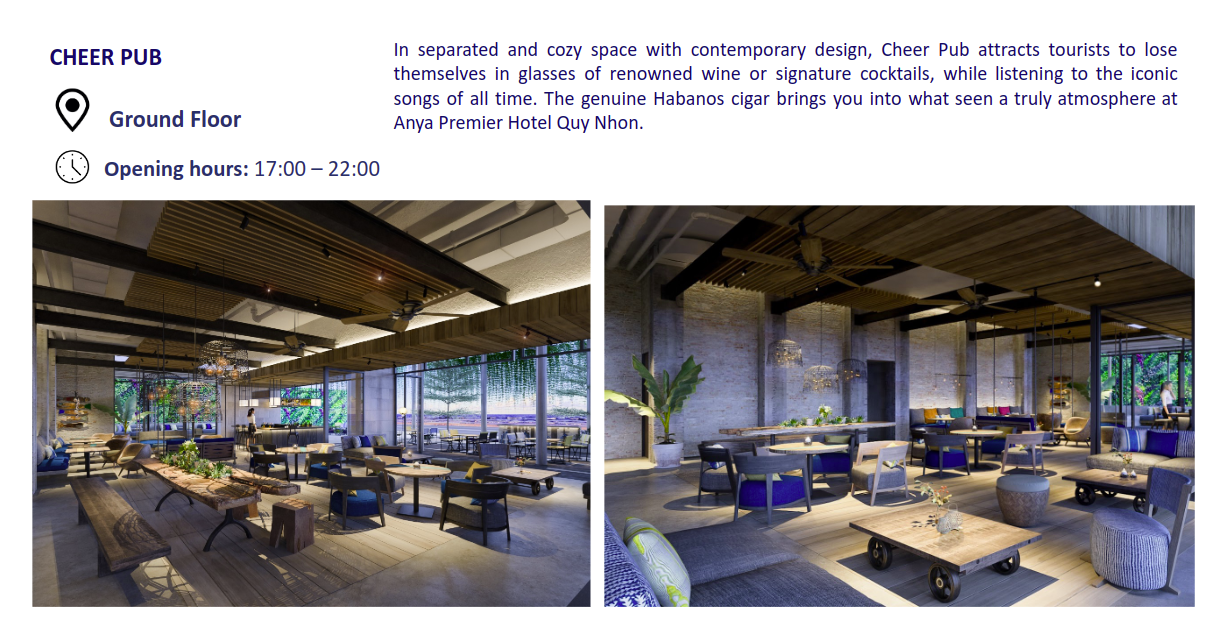 CHEER PUB
Ground Floor
Opening hours: 17:00 – 22:00
In separated and cozy space with contemporary design, Cheer Pub attracts tourists to lose
themselves in glasses of renowned wine or signature cocktails, while listening to the iconic
songs of all time. The genuine Habanos cigar brings you into what seen a truly atmosphere at
Anya Premier Hotel Quy Nhon.